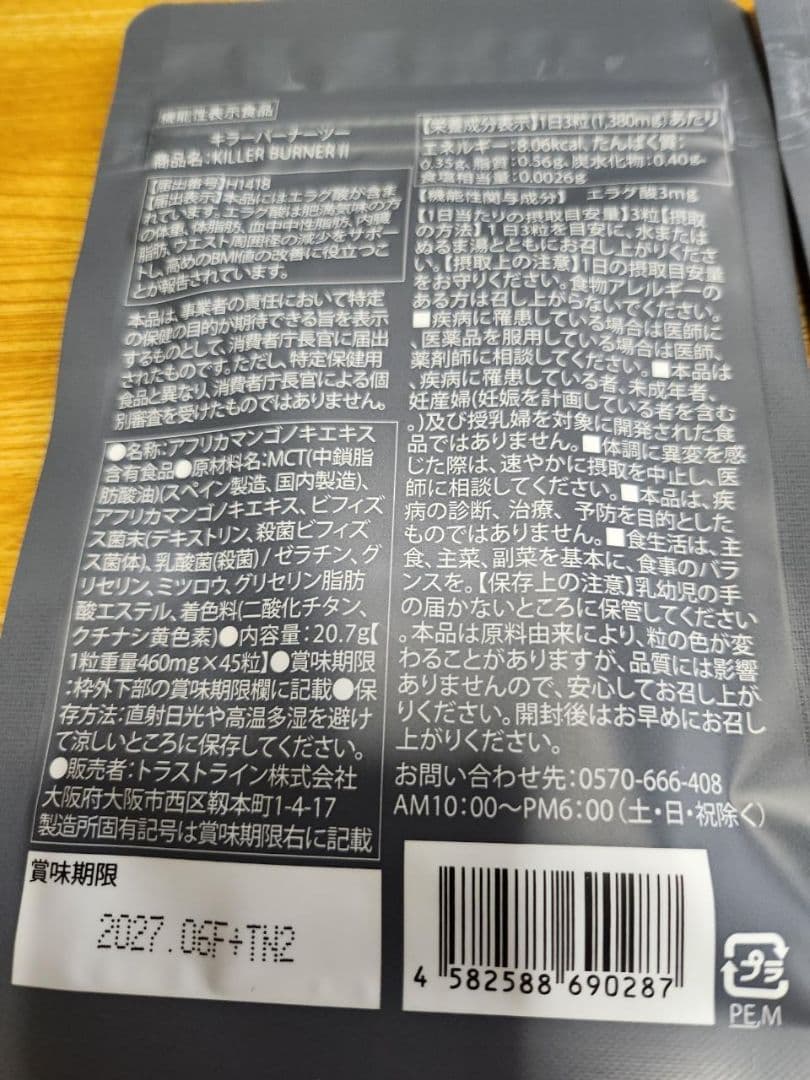 機能性表示食品
キラーバーナーツー
商品名:KILLER BURNERⅡ
【届出番号】H1418
【届出表示】本品にはエラグ酸が含ま
れています。エラグ酸は肥満気味の方
の体重、体脂肪、血中中性脂肪、内臓
脂肪、ウエスト周囲径の減少をサポー
トし、高めのBMI値の改善に役立つこ
とが報告されています。
本品は、事業者の責任において特定
の保健の目的が期待できる旨を表示
するものとして、消費者庁長官に届出
されたものです。ただし、特定保健用
食品と異なり、消費者庁長官による個
別審査を受けたものではありません。
●名称:アフリカマンゴノキエキス
含有食品●原材料名:MCT(中鎖脂
肪酸油)(スペイン製造、国内製造)、
アフリカマンゴノキエキス、ビフィズ
ス菌末(デキストリン、殺菌ビフィズ
ス菌体)、乳酸菌(殺菌) / ゼラチン、グ
リセリン、ミツロウ、グリセリン脂肪
酸エステル、着色料(二酸化チタン、
クチナシ黄色素)●内容量:20.7g【
1粒重量460mg×45粒】●賞味期限
:枠外下部の賞味期限欄に記載●保
存方法:直射日光や高温多湿を避け
て涼しいところに保存してください。
●販売者:トラストライン株式会社
大阪府大阪市西区靱本町1-4-17
製造所固有記号は賞味期限右に記載
賞味期限
2027.06F+TN2
【栄養成分表示】1日3粒(1,380mg)あたり
エネルギー:8.06kcal、たんぱく質:
0.35g、脂質:0.56g、炭水化物:0.40g、
食塩相当量:0.0026g
【機能性関与成分】 エラグ酸3mg
【1日当たりの摂取目安量】3粒【摂取
の方法】1日3粒を目安に、水または
ぬるま湯とともにお召し上がりくださ
い。【摂取上の注意】1日の摂取目安量
をお守りください。食物アレルギーの
ある方は召し上がらないでください。
■疾病に罹患している場合は医師に
、医薬品を服用している場合は医師、
薬剤師に相談してください。■本品は
、疾病に罹患している者、未成年者、
妊産婦(妊娠を計画している者を含む
。)及び授乳婦を対象に開発された食
品ではありません。■体調に異変を感
じた際は、速やかに摂取を中止し、医
師に相談してください。■本品は、疾
病の診断、治療、予防を目的とした
ものではありません。■食生活は、主
食、主菜、副菜を基本に、食事のバラ
ンスを。【保存上の注意】乳幼児の手
の届かないところに保管してください
。本品は原料由来により、粒の色が変
わることがありますが、品質には影響
ありませんので、安心してお召し上が
りください。開封後はお早めにお召し
上がりください。
お問い合わせ先:0570-666-408
AM10:00〜PM6:00(土・日・祝除く)
4 582588 690287
プラ
PE,M